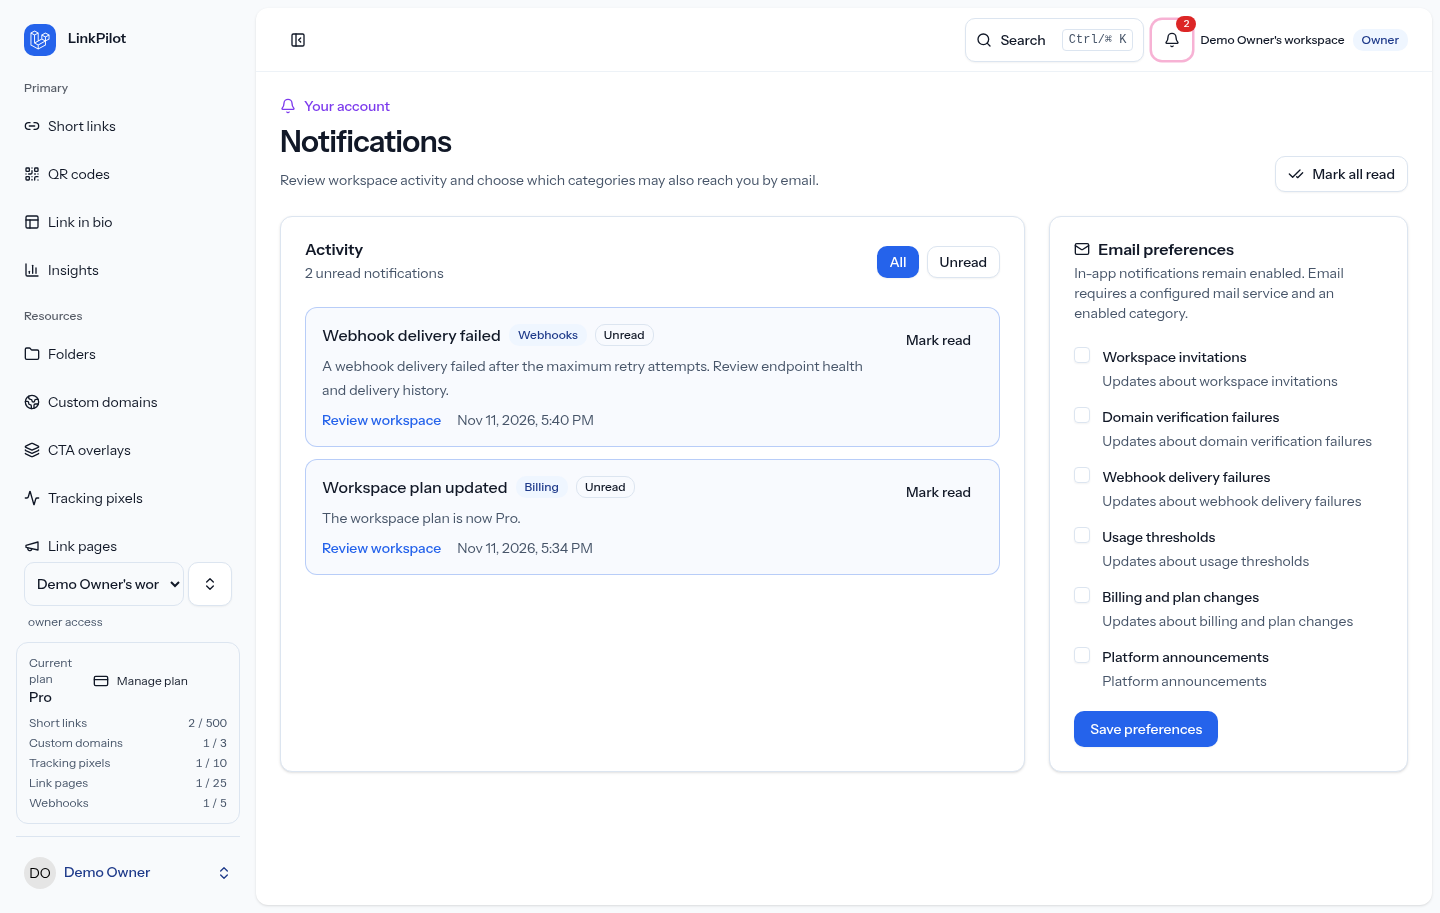 LinkPilot
Primary
Short links
QR codes
Link in bio
Insights
Resources
Folders
Custom domains
CTA overlays
Tracking pixels
Link pages
Demo Owner's wor
owner access
Current plan
Pro
Manage plan
Short links 2 / 500
Custom domains 1 / 3
Tracking pixels 1 / 10
Link pages 1 / 25
Webhooks 1 / 5
DO Demo Owner
Search Ctrl/⌘ K
2
Demo Owner's workspace Owner
Your account
Notifications
Review workspace activity and choose which categories may also reach you by email.
Mark all read
Activity
2 unread notifications
All Unread
Webhook delivery failed Webhooks Unread
Mark read
A webhook delivery failed after the maximum retry attempts. Review endpoint health
and delivery history.
Review workspace Nov 11, 2026, 5:40 PM
Workspace plan updated Billing Unread
Mark read
The workspace plan is now Pro.
Review workspace Nov 11, 2026, 5:34 PM
Email preferences
In-app notifications remain enabled. Email
requires a configured mail service and an
enabled category.
Workspace invitations
Updates about workspace invitations
Domain verification failures
Updates about domain verification failures
Webhook delivery failures
Updates about webhook delivery failures
Usage thresholds
Updates about usage thresholds
Billing and plan changes
Updates about billing and plan changes
Platform announcements
Platform announcements
Save preferences